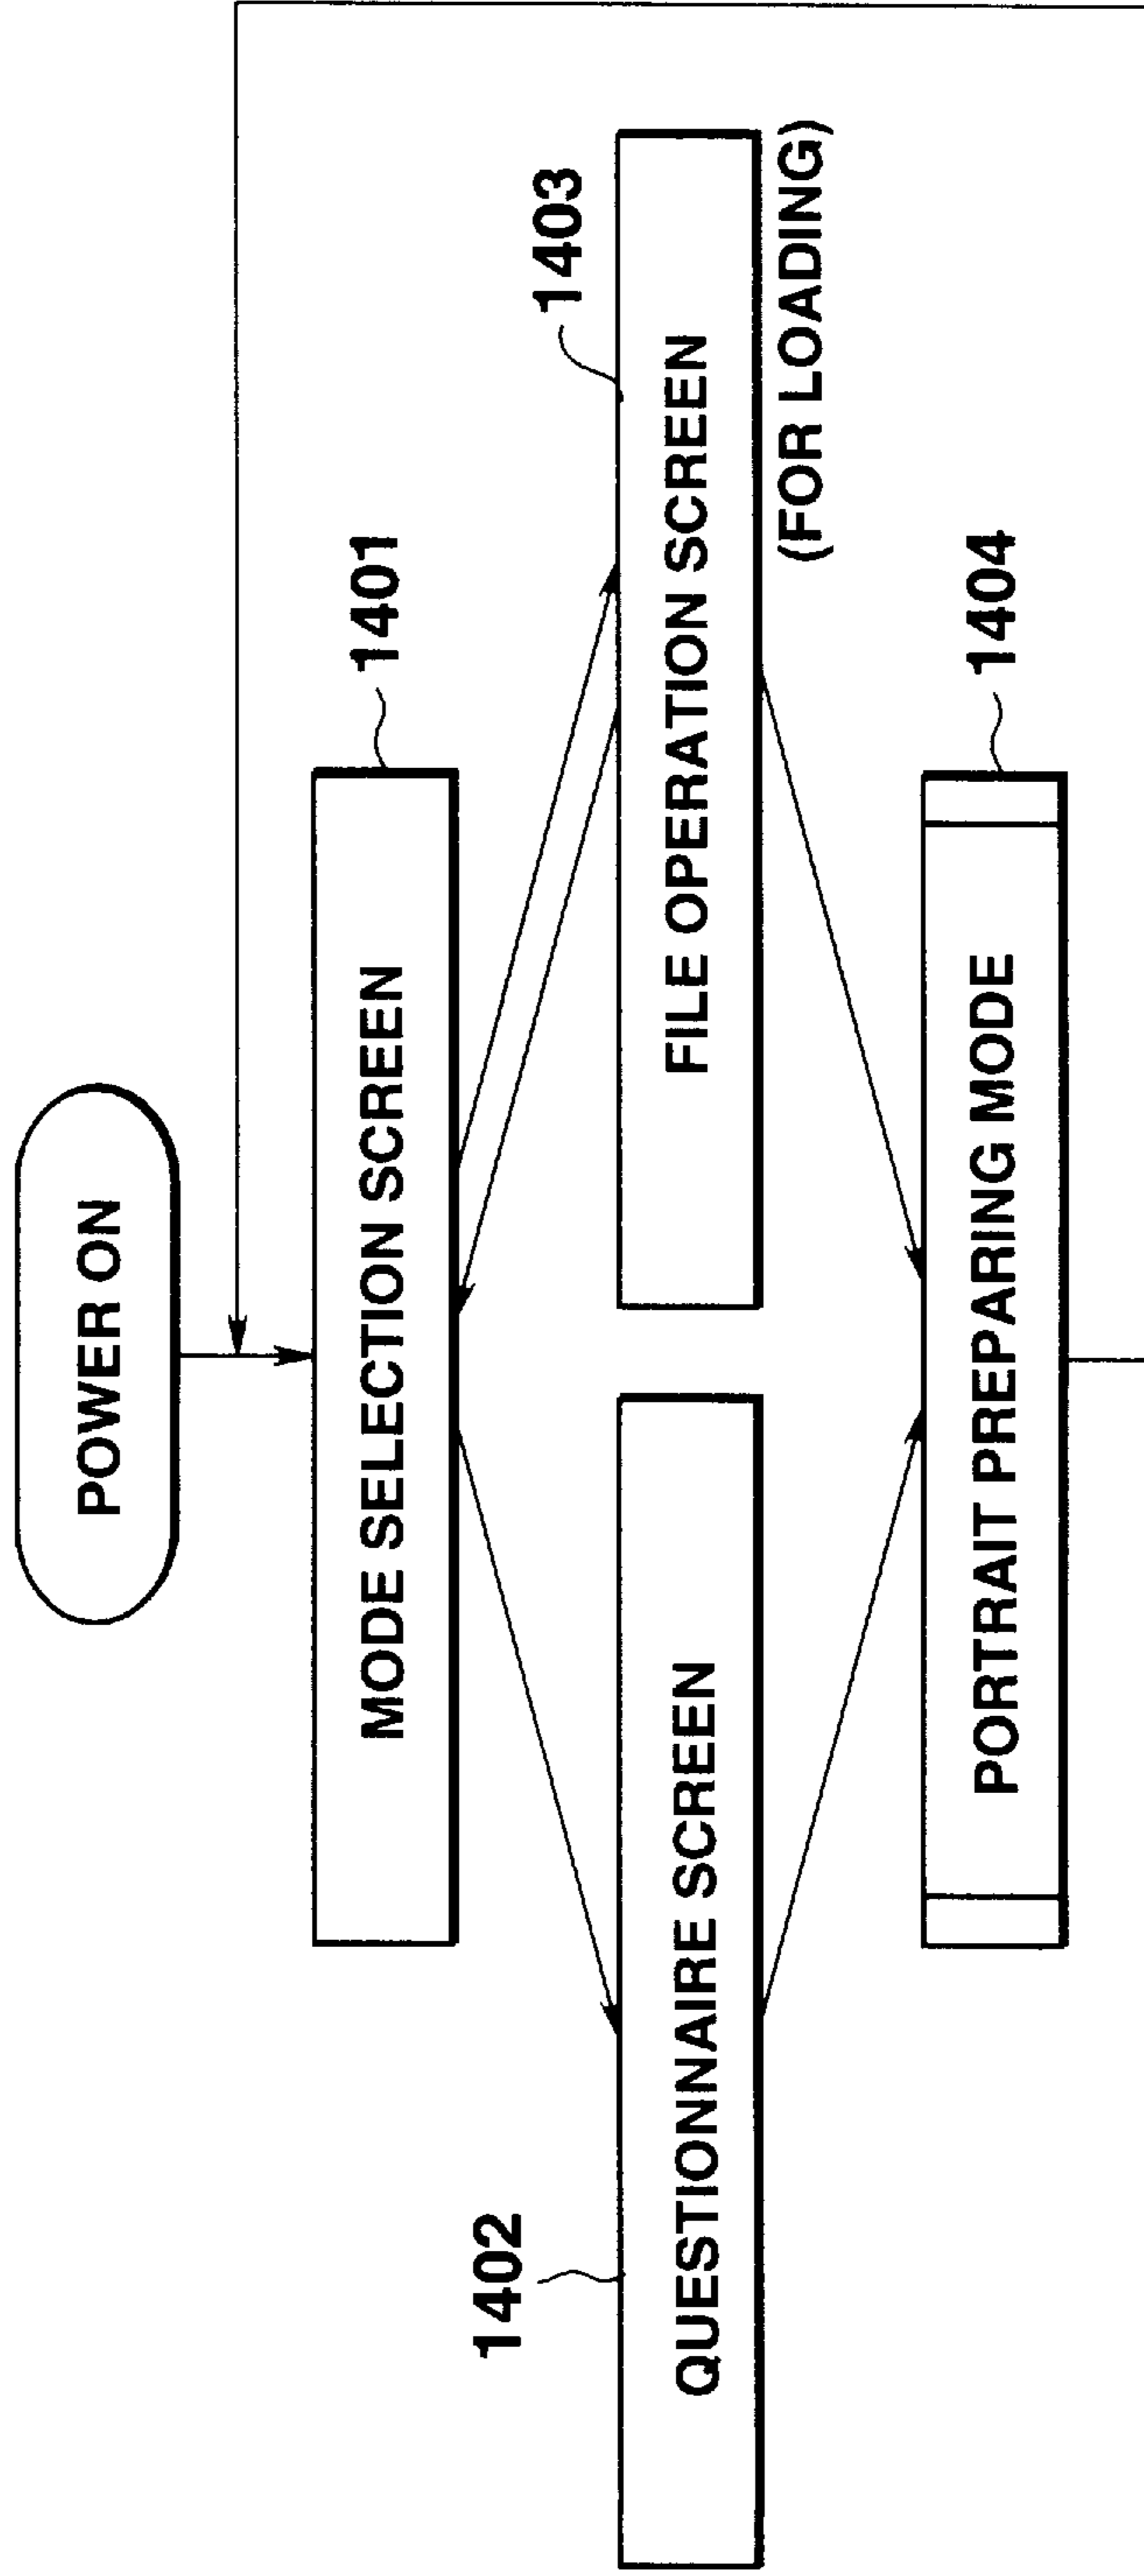 POWER ON
MODE SELECTION SCREEN
1401
1402
QUESTIONNAIRE SCREEN
1403
FILE OPERATION SCREEN
(FOR LOADING)
PORTRAIT PREPARING MODE
1404